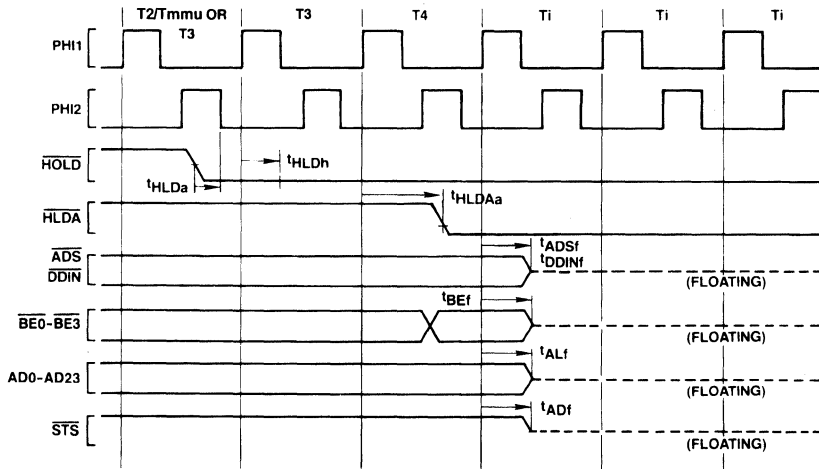 T2/Tmmu OR
T3
T3
T4
Ti
Ti
Ti
PHI1
PHI2
HOLD
tHLDa
tHLDh
HLDA
tHLDAa
ADS
DDIN
tADSf
tDDINf
(FLOATING)
BE0-BE3
tBEf
(FLOATING)
AD0-AD23
tALf
(FLOATING)
STS
tADf
(FLOATING)